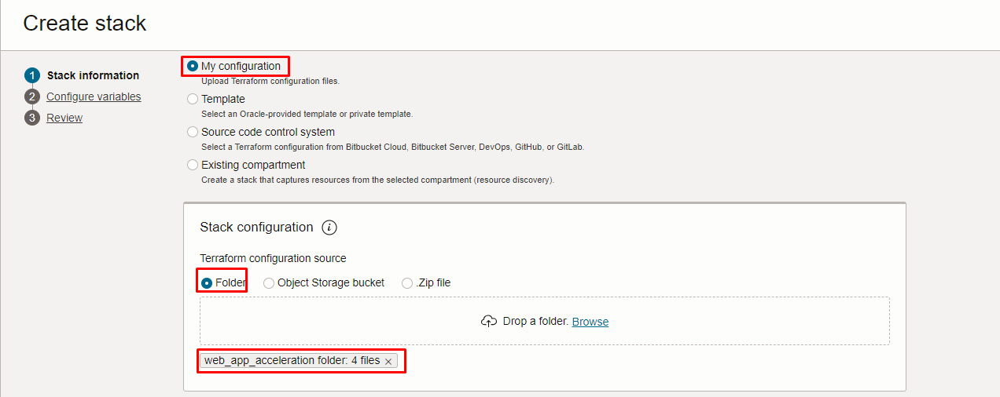 Create stack
1 Stack information
2 Configure variables
3 Review
My configuration
Upload Terraform configuration files.
Template
Select an Oracle-provided template or private template.
Source code control system
Select a Terraform configuration from Bitbucket Cloud, Bitbucket Server, DevOps, GitHub, or GitLab.
Existing compartment
Create a stack that captures resources from the selected compartment (resource discovery).
Stack configuration i
Terraform configuration source
Folder Object Storage bucket .Zip file
Drop a folder. Browse
web_app_acceleration folder: 4 files ×